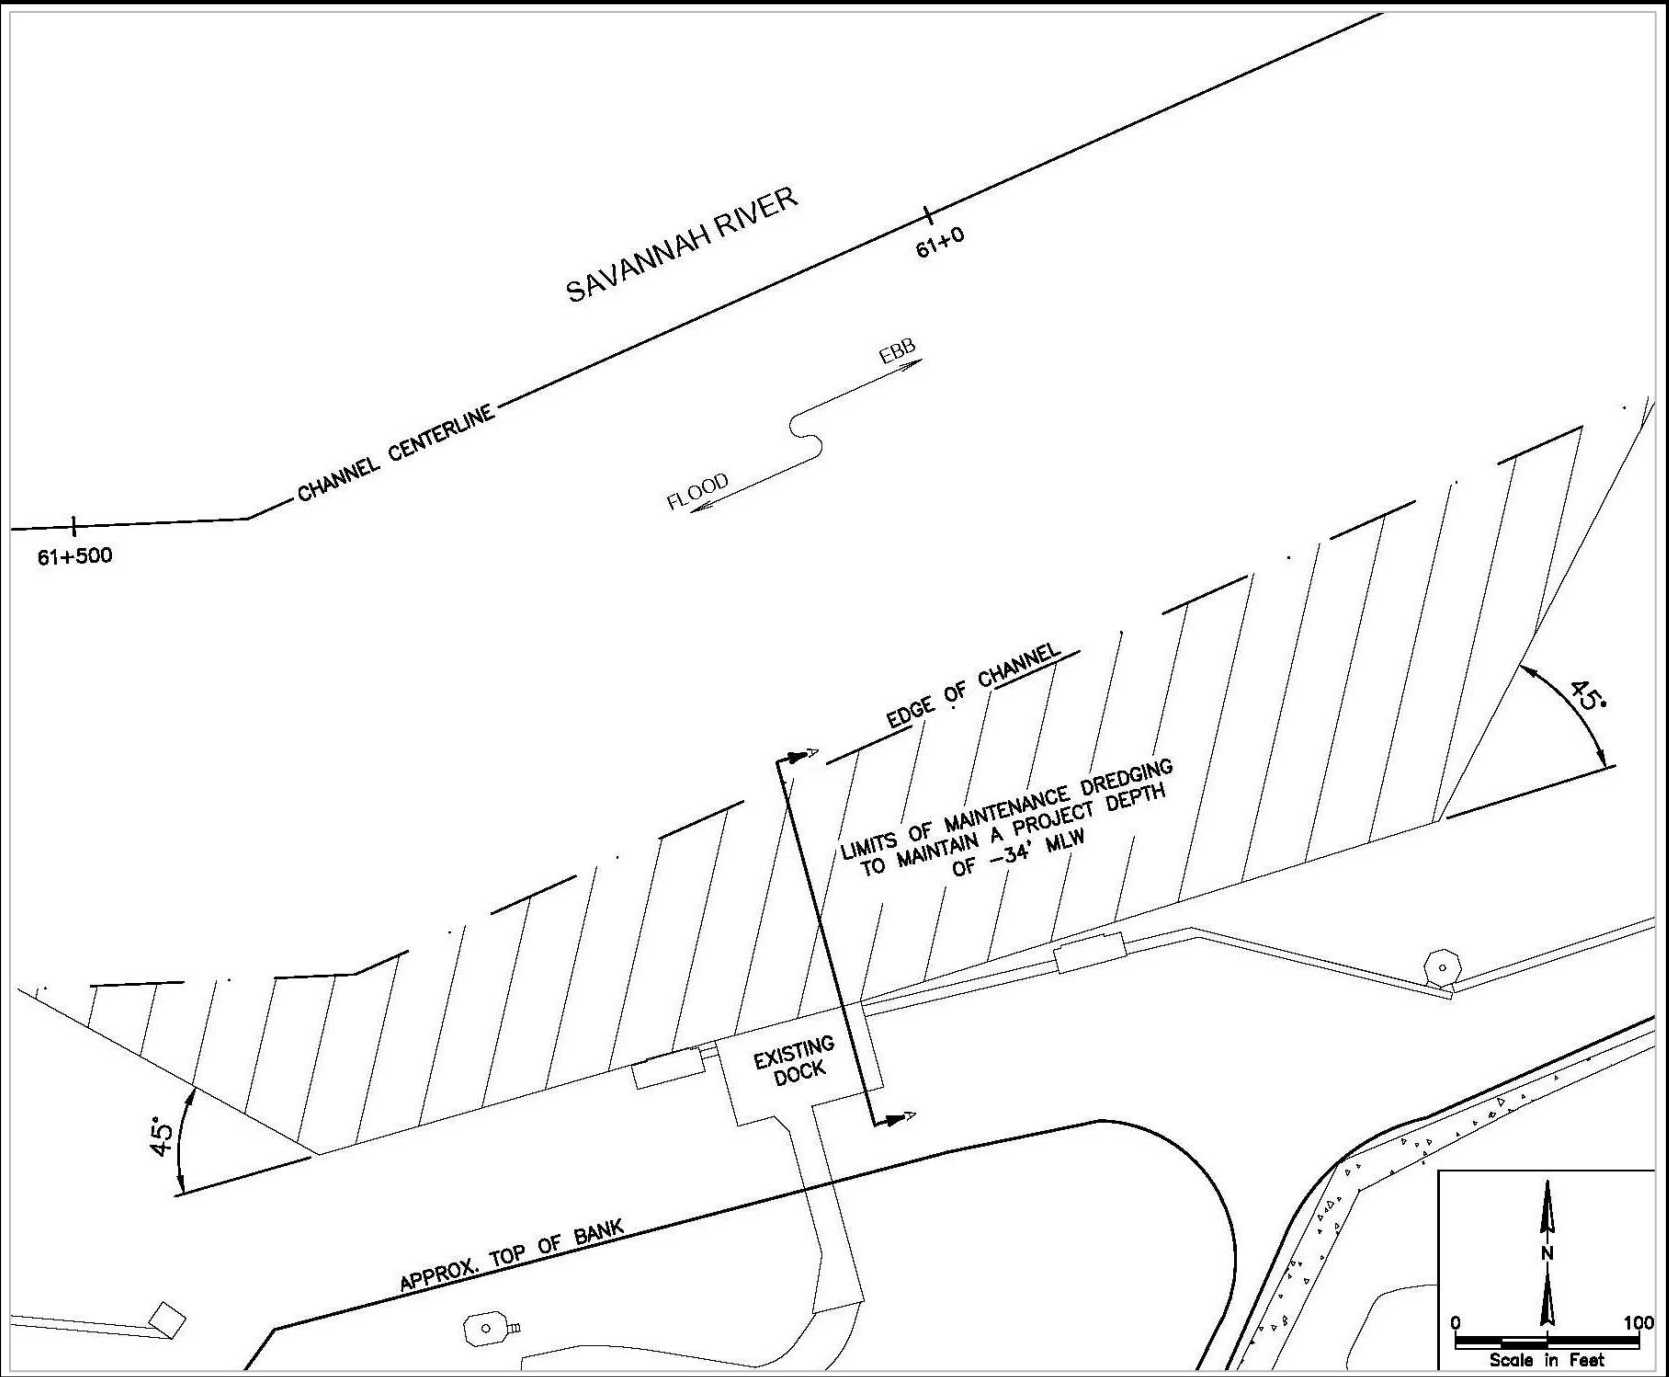 SAVANNAH RIVER
61+0
EBB
FLOOD
CHANNEL CENTERLINE
61+500
EDGE OF CHANNEL
45°
A
LIMITS OF MAINTENANCE DREDGING
TO MAINTAIN A PROJECT DEPTH
OF -34' MLW
EXISTING
DOCK
A
45°
APPROX. TOP OF BANK
N
0 100
Scale in Feet